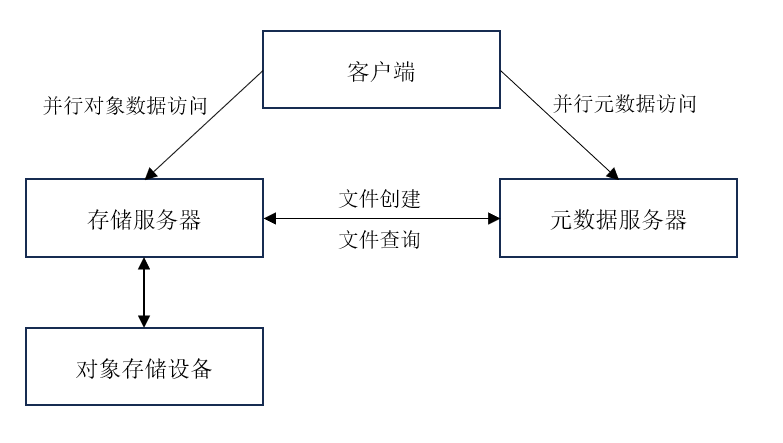 客户端
并行对象数据访问
并行元数据访问
文件创建
存储服务器
元数据服务器
文件查询
对象存储设备